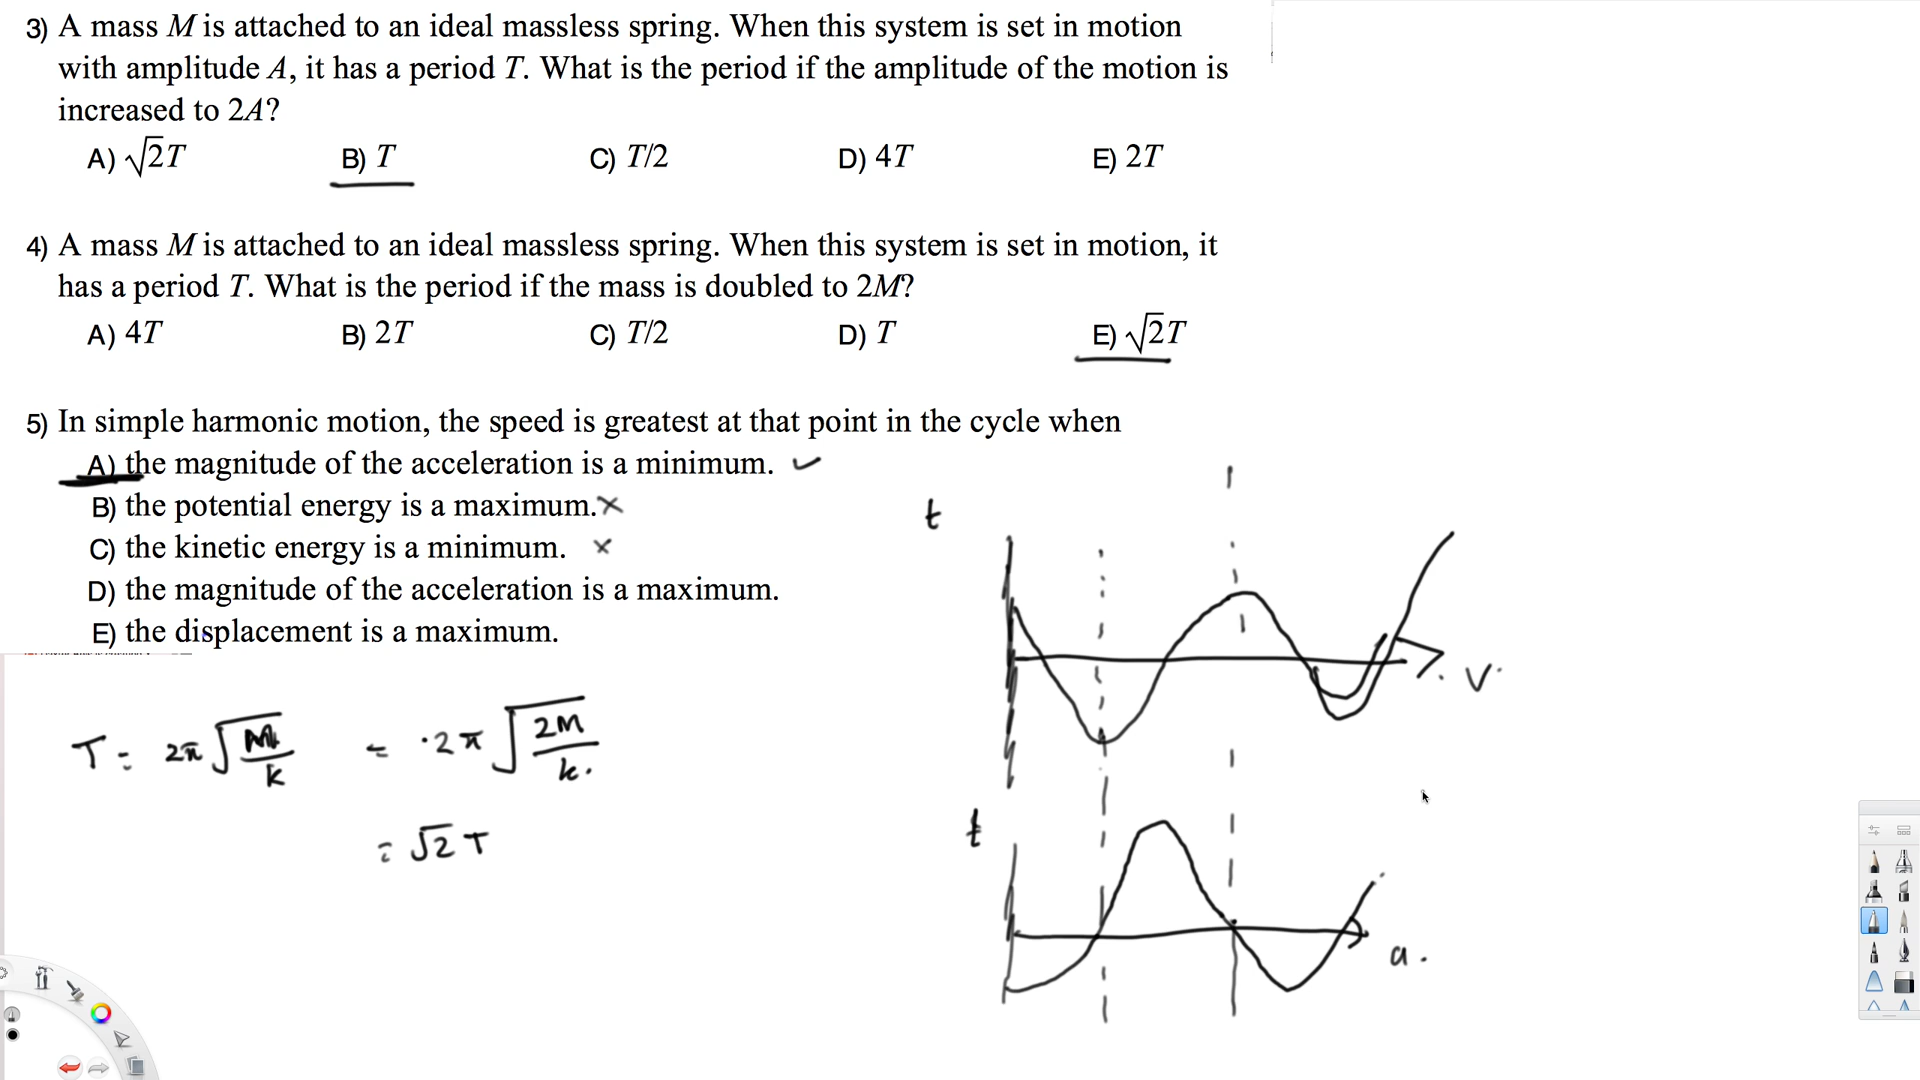 3) A mass M is attached to an ideal massless spring. When this system is set in motion
with amplitude A, it has a period T. What is the period if the amplitude of the motion is
increased to 2A?
A) √2T B) T C) T/2 D) 4T E) 2T
4) A mass M is attached to an ideal massless spring. When this system is set in motion, it
has a period T. What is the period if the mass is doubled to 2M?
A) 4T B) 2T C) T/2 D) T E) √2T
5) In simple harmonic motion, the speed is greatest at that point in the cycle when
A) the magnitude of the acceleration is a minimum. ✓
B) the potential energy is a maximum. ×
C) the kinetic energy is a minimum. ×
D) the magnitude of the acceleration is a maximum.
E) the displacement is a maximum.
t
v
T = 2π√(M/k) = 2π√(2M/k)
= √2 T
t
a.